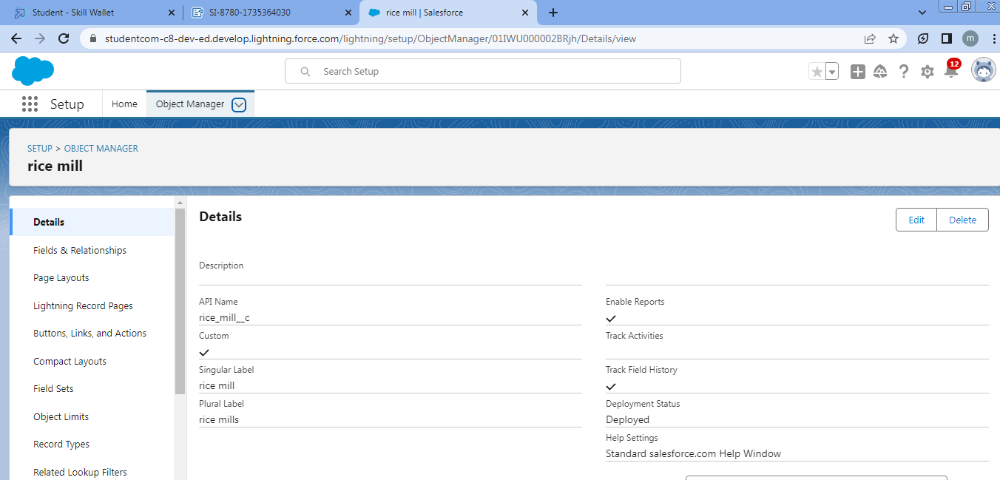 Student - Skill Wallet
SI-8780-1735364030
rice mill | Salesforce
studentcom-c8-dev-ed.develop.lightning.force.com/lightning/setup/ObjectManager/01IWU000002BRjh/Details/view
m
Search Setup
12
Setup
Home
Object Manager
SETUP > OBJECT MANAGER
rice mill
Details
Fields & Relationships
Page Layouts
Lightning Record Pages
Buttons, Links, and Actions
Compact Layouts
Field Sets
Object Limits
Record Types
Related Lookup Filters
Details
Edit
Delete
Description
API Name
rice_mill__c
Custom
Singular Label
rice mill
Plural Label
rice mills
Enable Reports
Track Activities
Track Field History
Deployment Status
Deployed
Help Settings
Standard salesforce.com Help Window